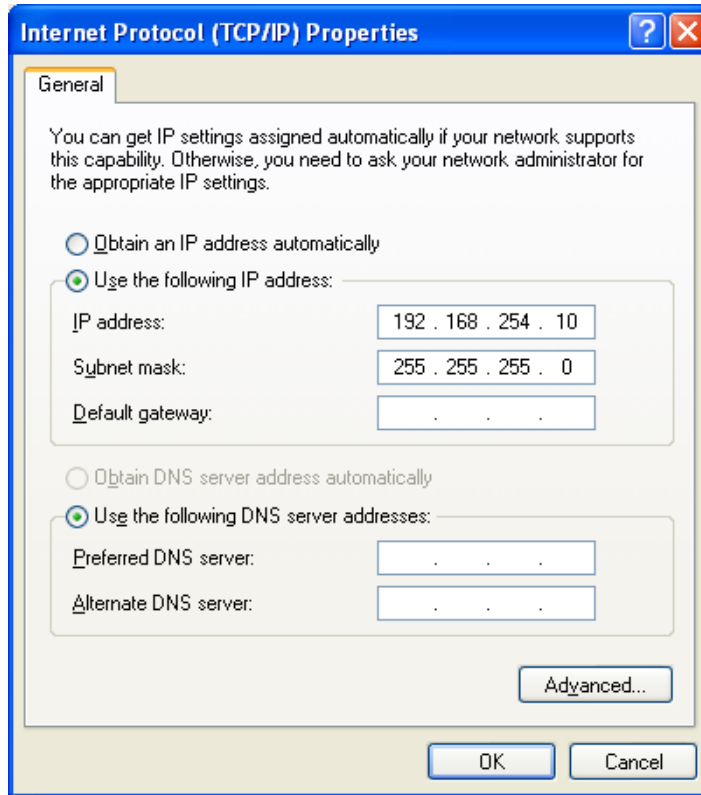 Internet Protocol (TCP/IP) Properties
General
You can get IP settings assigned automatically if your network supports
this capability. Otherwise, you need to ask your network administrator for
the appropriate IP settings.
Obtain an IP address automatically
Use the following IP address:
IP address: 192 . 168 . 254 . 10
Subnet mask: 255 . 255 . 255 . 0
Default gateway: . . .
Obtain DNS server address automatically
Use the following DNS server addresses:
Preferred DNS server: . . .
Alternate DNS server: . . .
Advanced...
OK Cancel